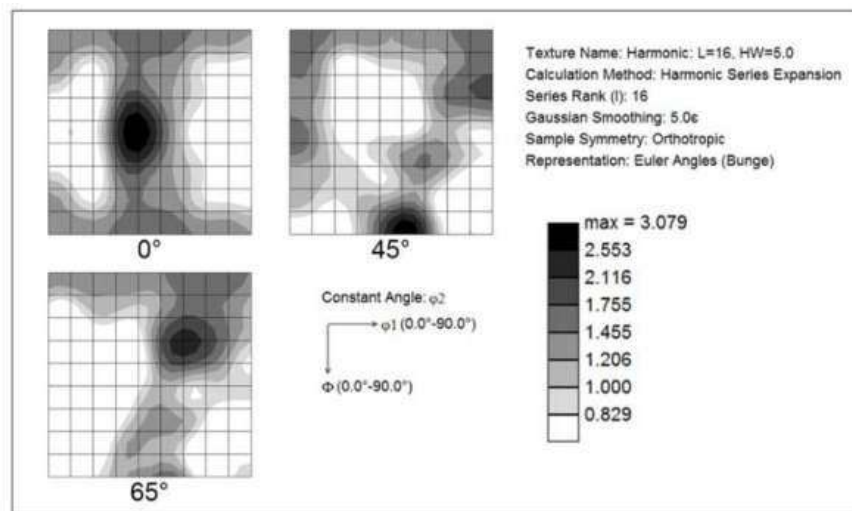 Texture Name: Harmonic: L=16, HW=5.0
Calculation Method: Harmonic Series Expansion
Series Rank (l): 16
Gaussian Smoothing: 5.0ε
Sample Symmetry: Orthotropic
Representation: Euler Angles (Bunge)
0°
45°
max = 3.079
2.553
2.116
1.755
1.455
1.206
1.000
0.829
Constant Angle: φ2
φ1 (0.0°-90.0°)
Φ (0.0°-90.0°)
65°